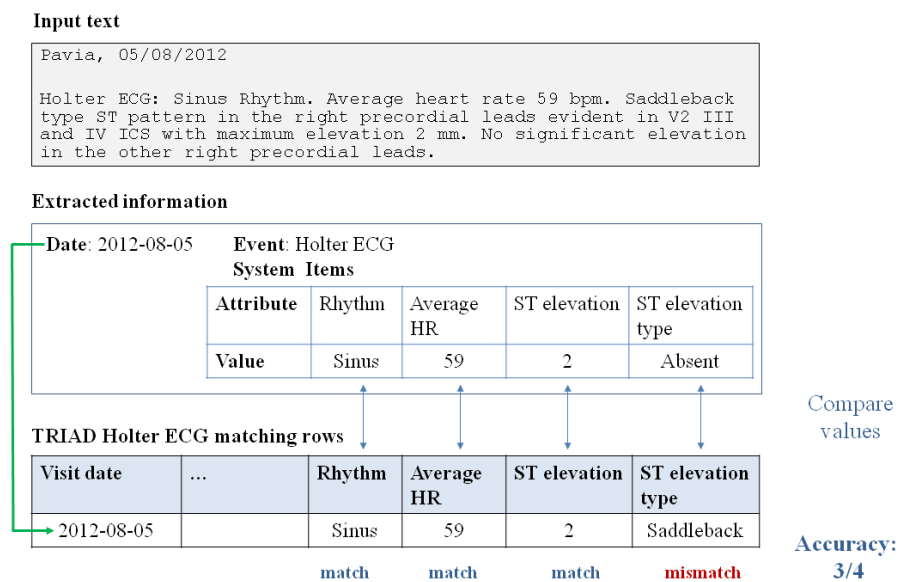 Input text
Pavia, 05/08/2012
Holter ECG: Sinus Rhythm. Average heart rate 59 bpm. Saddleback
type ST pattern in the right precordial leads evident in V2 III
and IV ICS with maximum elevation 2 mm. No significant elevation
in the other right precordial leads.
Extracted information
Date: 2012-08-05 Event: Holter ECG
System Items
Attribute Rhythm Average HR ST elevation ST elevation type
Value Sinus 59 2 Absent
Compare values
TRIAD Holter ECG matching rows
Visit date ... Rhythm Average HR ST elevation ST elevation type
2012-08-05 Sinus 59 2 Saddleback
match match match mismatch
Accuracy:
3/4